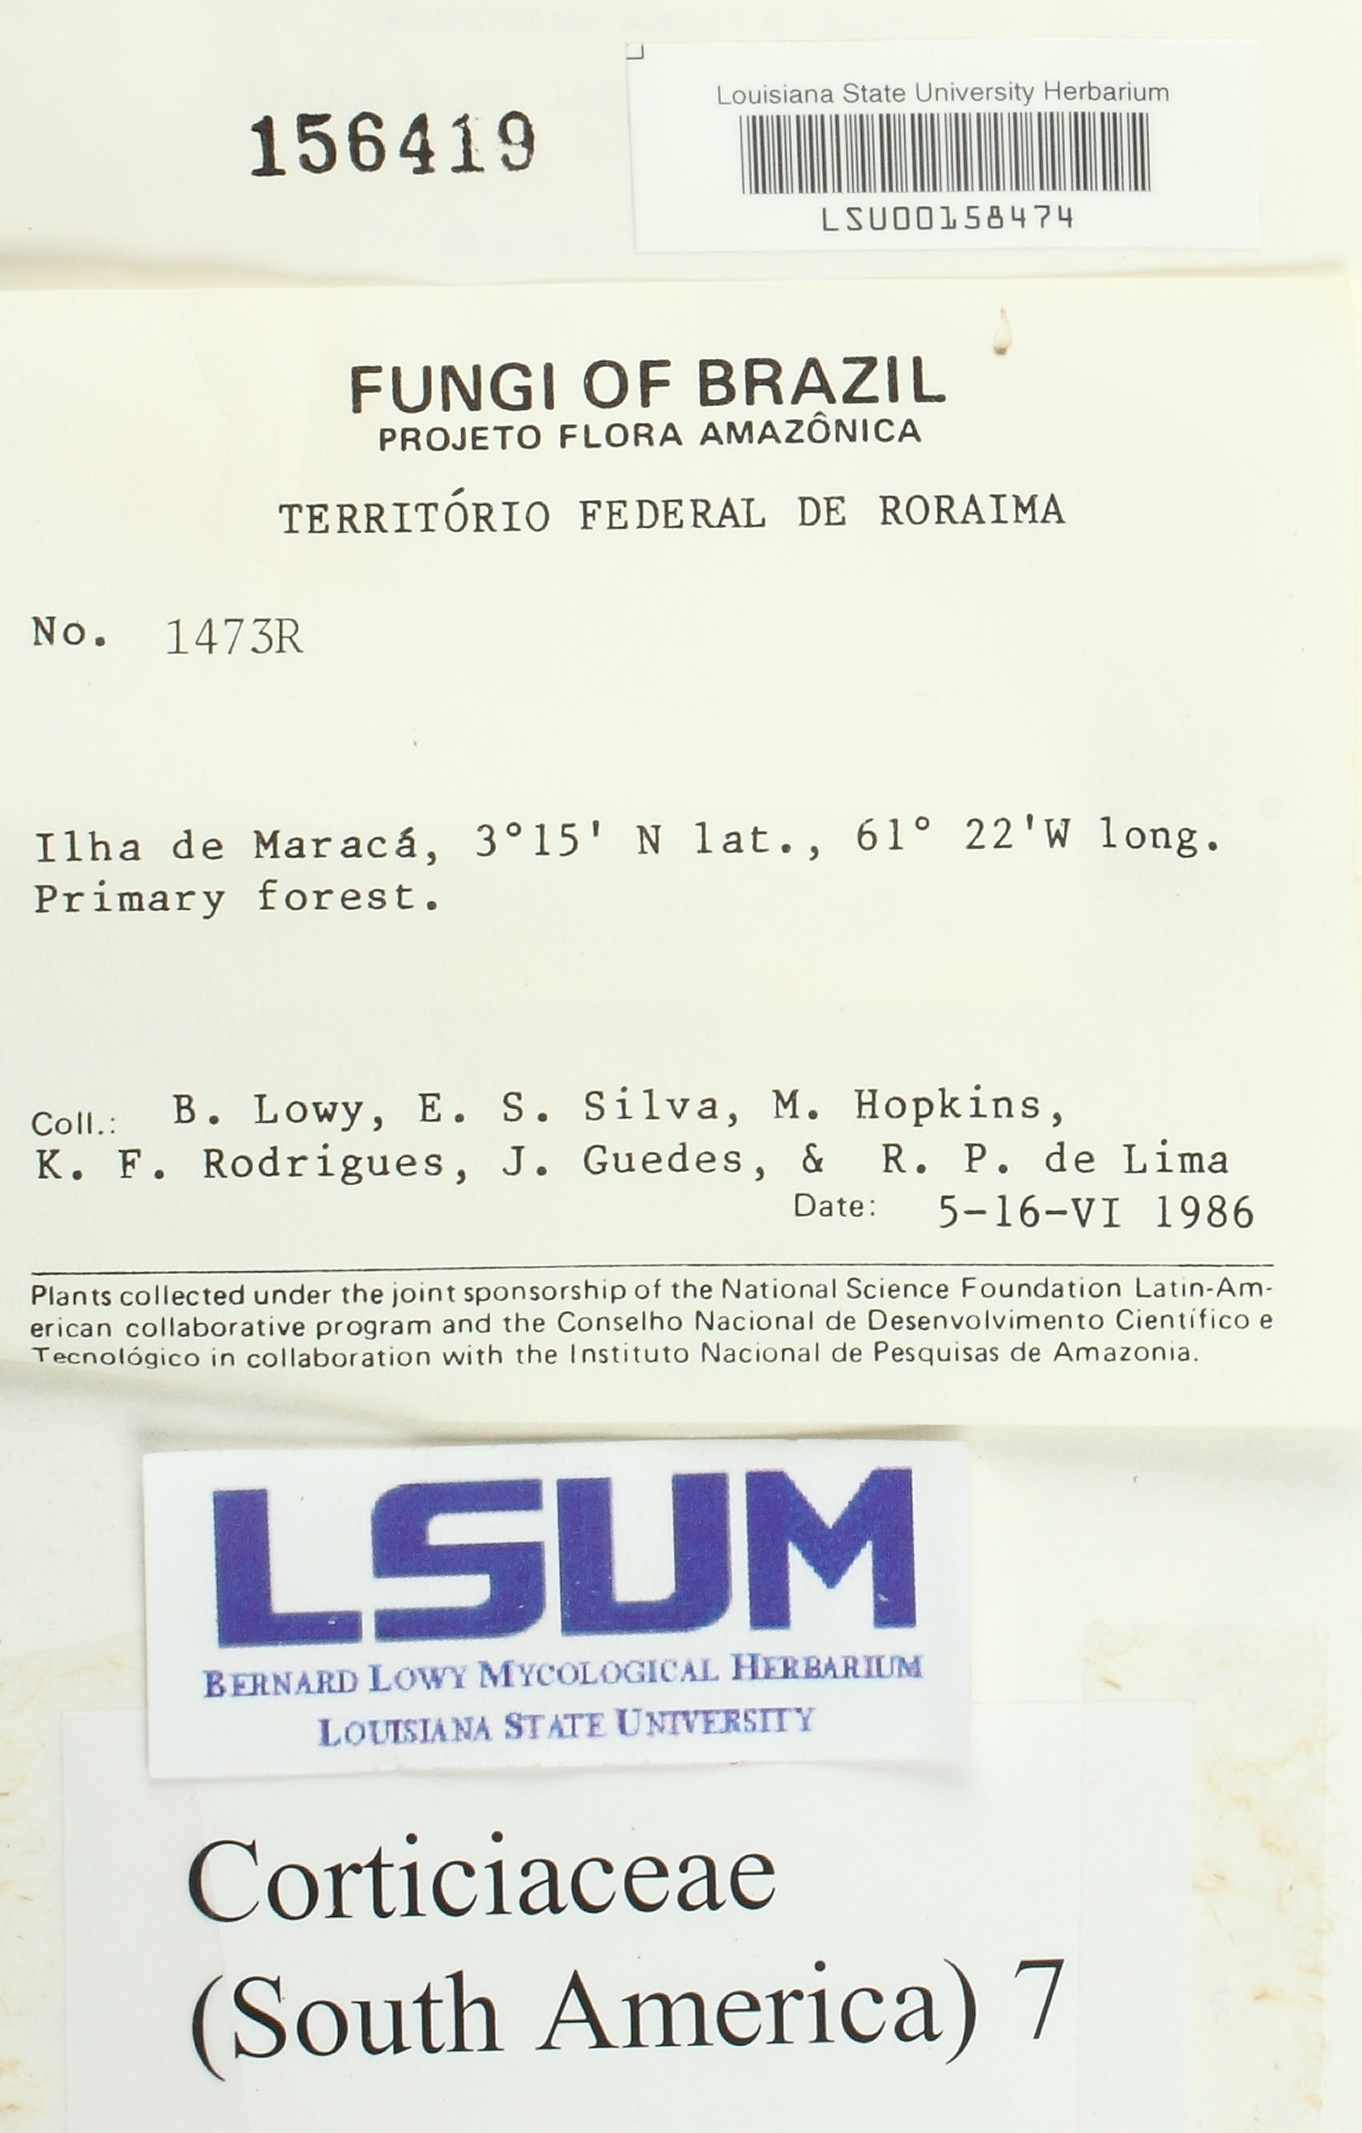 156419
Louisiana State University Herbarium
LSU00158474
FUNGI OF BRAZIL
PROJETO FLORA AMAZÔNICA
TERRITÓRIO FEDERAL DE RORAIMA
No. 1473R
Ilha de Maracá, 3°15' N lat., 61° 22'W long.
Primary forest.
Coll.: B. Lowy, E. S. Silva, M. Hopkins,
K. F. Rodrigues, J. Guedes, & R. P. de Lima
Date: 5-16-VI 1986
Plants collected under the joint sponsorship of the National Science Foundation Latin-Am-
erican collaborative program and the Conselho Nacional de Desenvolvimento Científico e
Tecnológico in collaboration with the Instituto Nacional de Pesquisas de Amazonia.
LSUM
BERNARD LOWY MYCOLOGICAL HERBARIUM
LOUISIANA STATE UNIVERSITY
Corticiaceae
(South America) 7